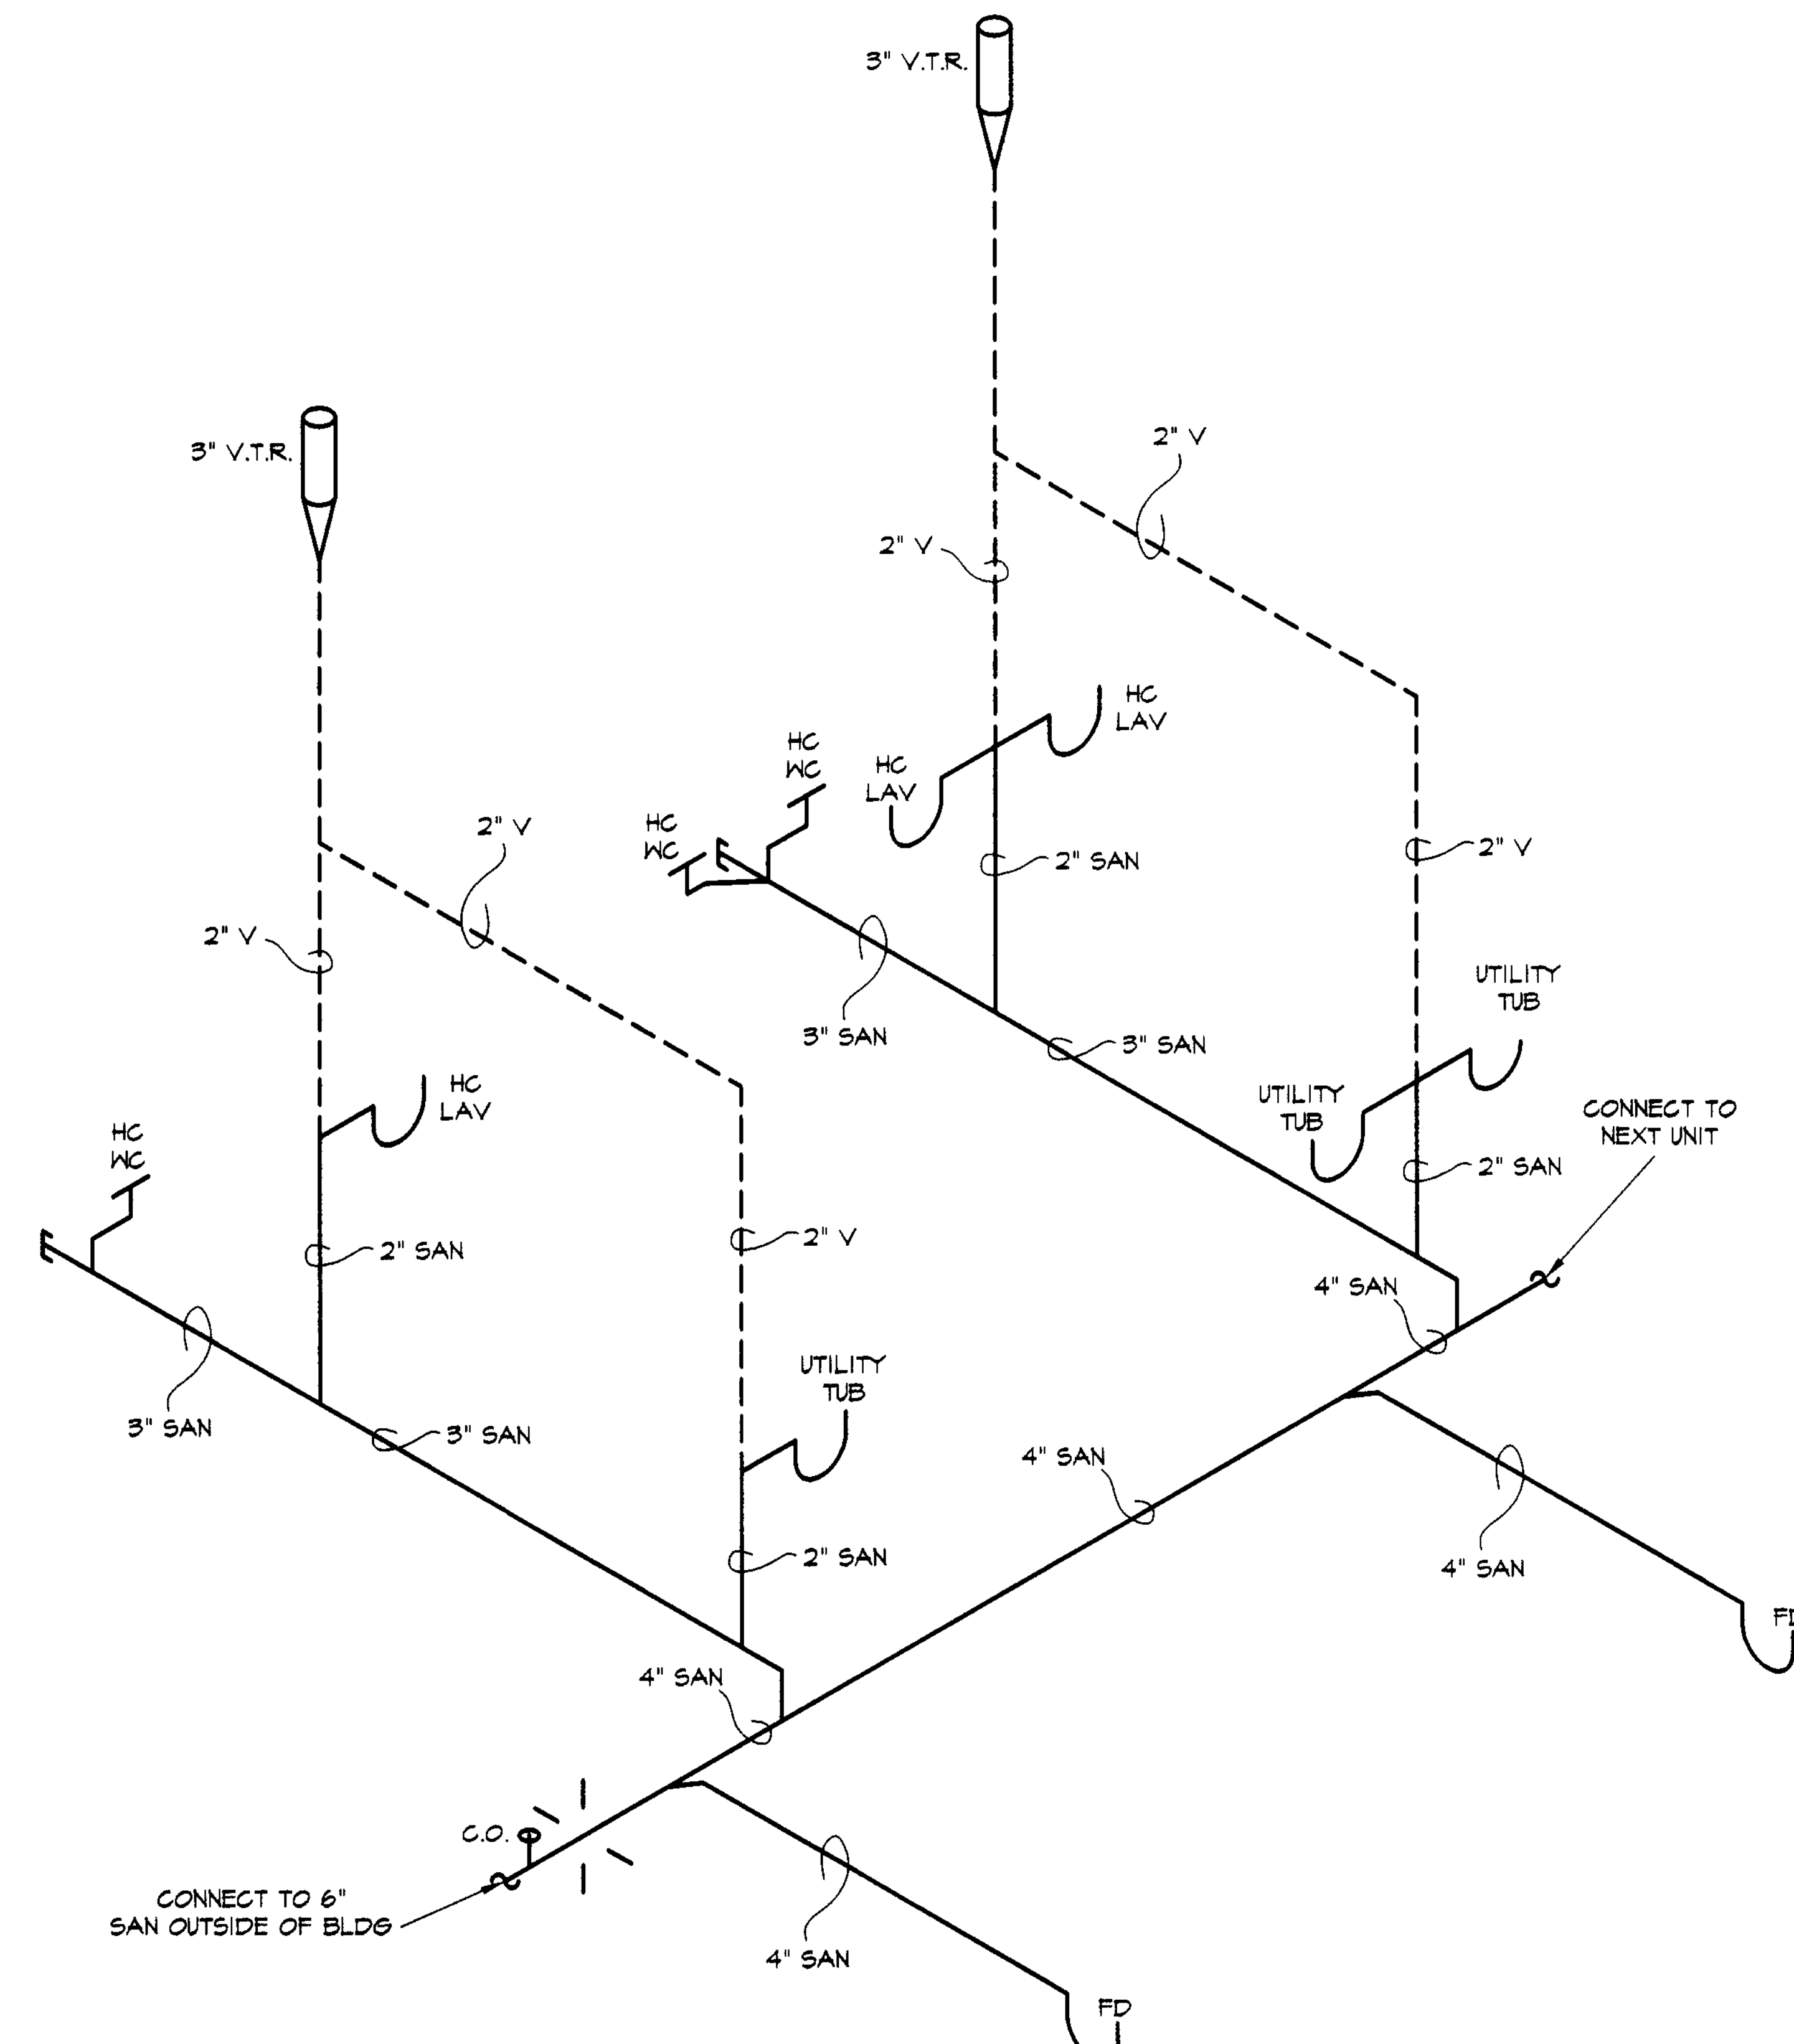 3" V.T.R.
3" V.T.R.
2" V
2" V
HC
LAV
HC
WC
HC
LAV
HC
WC
2" V
2" SAN
2" V
2" V
UTILITY
TUB
3" SAN
3" SAN
HC
LAV
UTILITY
TUB
CONNECT TO
NEXT UNIT
HC
WC
2" SAN
2" V
2" SAN
4" SAN
UTILITY
TUB
3" SAN
3" SAN
4" SAN
2" SAN
4" SAN
FD
4" SAN
C.O.
CONNECT TO 6"
SAN OUTSIDE OF BLDG
4" SAN
FD